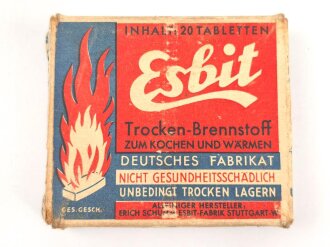 INHALT: 20 TABLETTEN
Esbit
Trocken-Brennstoff
ZUM KOCHEN UND WÄRMEN
DEUTSCHES FABRIKAT
NICHT GESUNDHEITSSCHÄDLICH
UNBEDINGT TROCKEN LAGERN
GES. GESCH.
ALLEINIGER HERSTELLER:
ERICH SCHUMM ESBIT-FABRIK STUTTGART-W.